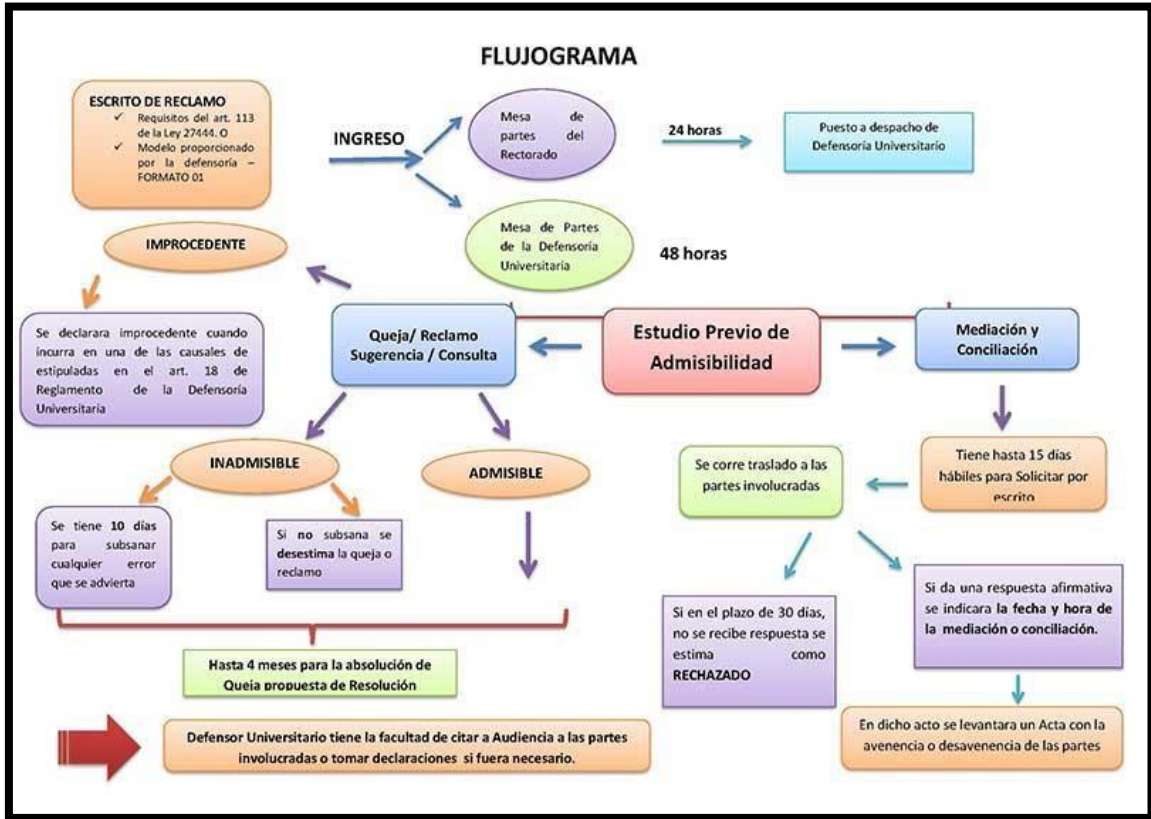 FLUJOGRAMA
ESCRITO DE RECLAMO
✓ Requisitos del art. 113
de la Ley 27444. O
✓ Modelo proporcionado
por la defensoría –
FORMATO 01
INGRESO
Mesa de
partes del
Rectorado
24 horas
Puesto a despacho de
Defensoría Universitario
Mesa de Partes
de la Defensoría
Universitaria
48 horas
IMPROCEDENTE
Se declarara improcedente cuando
incurra en una de las causales de
estipuladas en el art. 18 de
Reglamento de la Defensoría
Universitaria
Queja/ Reclamo
Sugerencia / Consulta
Estudio Previo de
Admisibilidad
Mediación y
Conciliación
INADMISIBLE
ADMISIBLE
Se tiene 10 días
para subsanar
cualquier error
que se advierta
Si no subsana se
desestima la queja o
reclamo
Se corre traslado a las
partes involucradas
Tiene hasta 15 días
hábiles para Solicitar por
escrito
Si en el plazo de 30 días,
no se recibe respuesta se
estima como
RECHAZADO
Si da una respuesta afirmativa
se indicara la fecha y hora de
la mediación o conciliación.
Hasta 4 meses para la absolución de
Queja propuesta de Resolución
Defensor Universitario tiene la facultad de citar a Audiencia a las partes
involucradas o tomar declaraciones si fuera necesario.
En dicho acto se levantara un Acta con la
avenencia o desavenencia de las partes